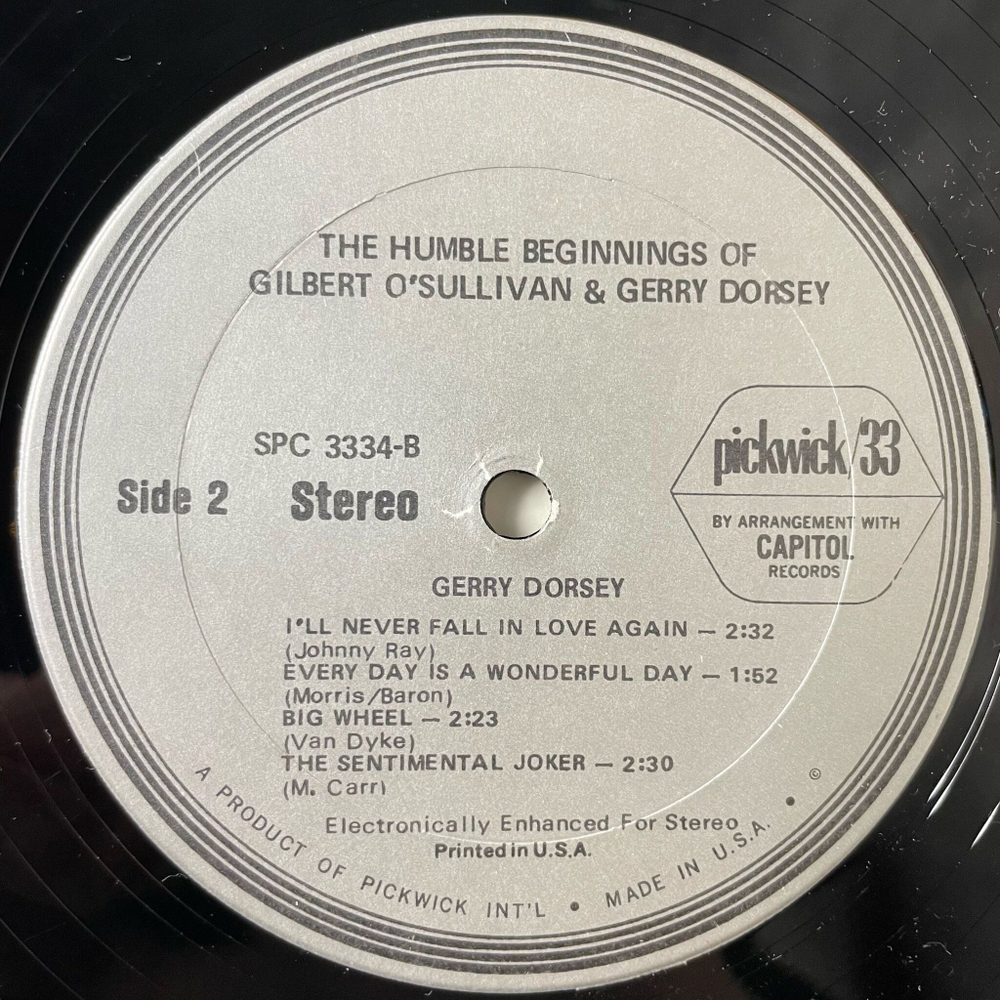 THE HUMBLE BEGINNINGS OF
GILBERT O'SULLIVAN & GERRY DORSEY
SPC 3334-B
Side 2 Stereo
pickwick/33
BY ARRANGEMENT WITH
CAPITOL
RECORDS
GERRY DORSEY
I'LL NEVER FALL IN LOVE AGAIN — 2:32
(Johnny Ray)
EVERY DAY IS A WONDERFUL DAY — 1:52
(Morris/Baron)
BIG WHEEL — 2:23
(Van Dyke)
THE SENTIMENTAL JOKER — 2:30
(M. Carr)
Electronically Enhanced For Stereo
Printed in U.S.A.
A PRODUCT OF PICKWICK INT'L • MADE IN U.S.A. • ©